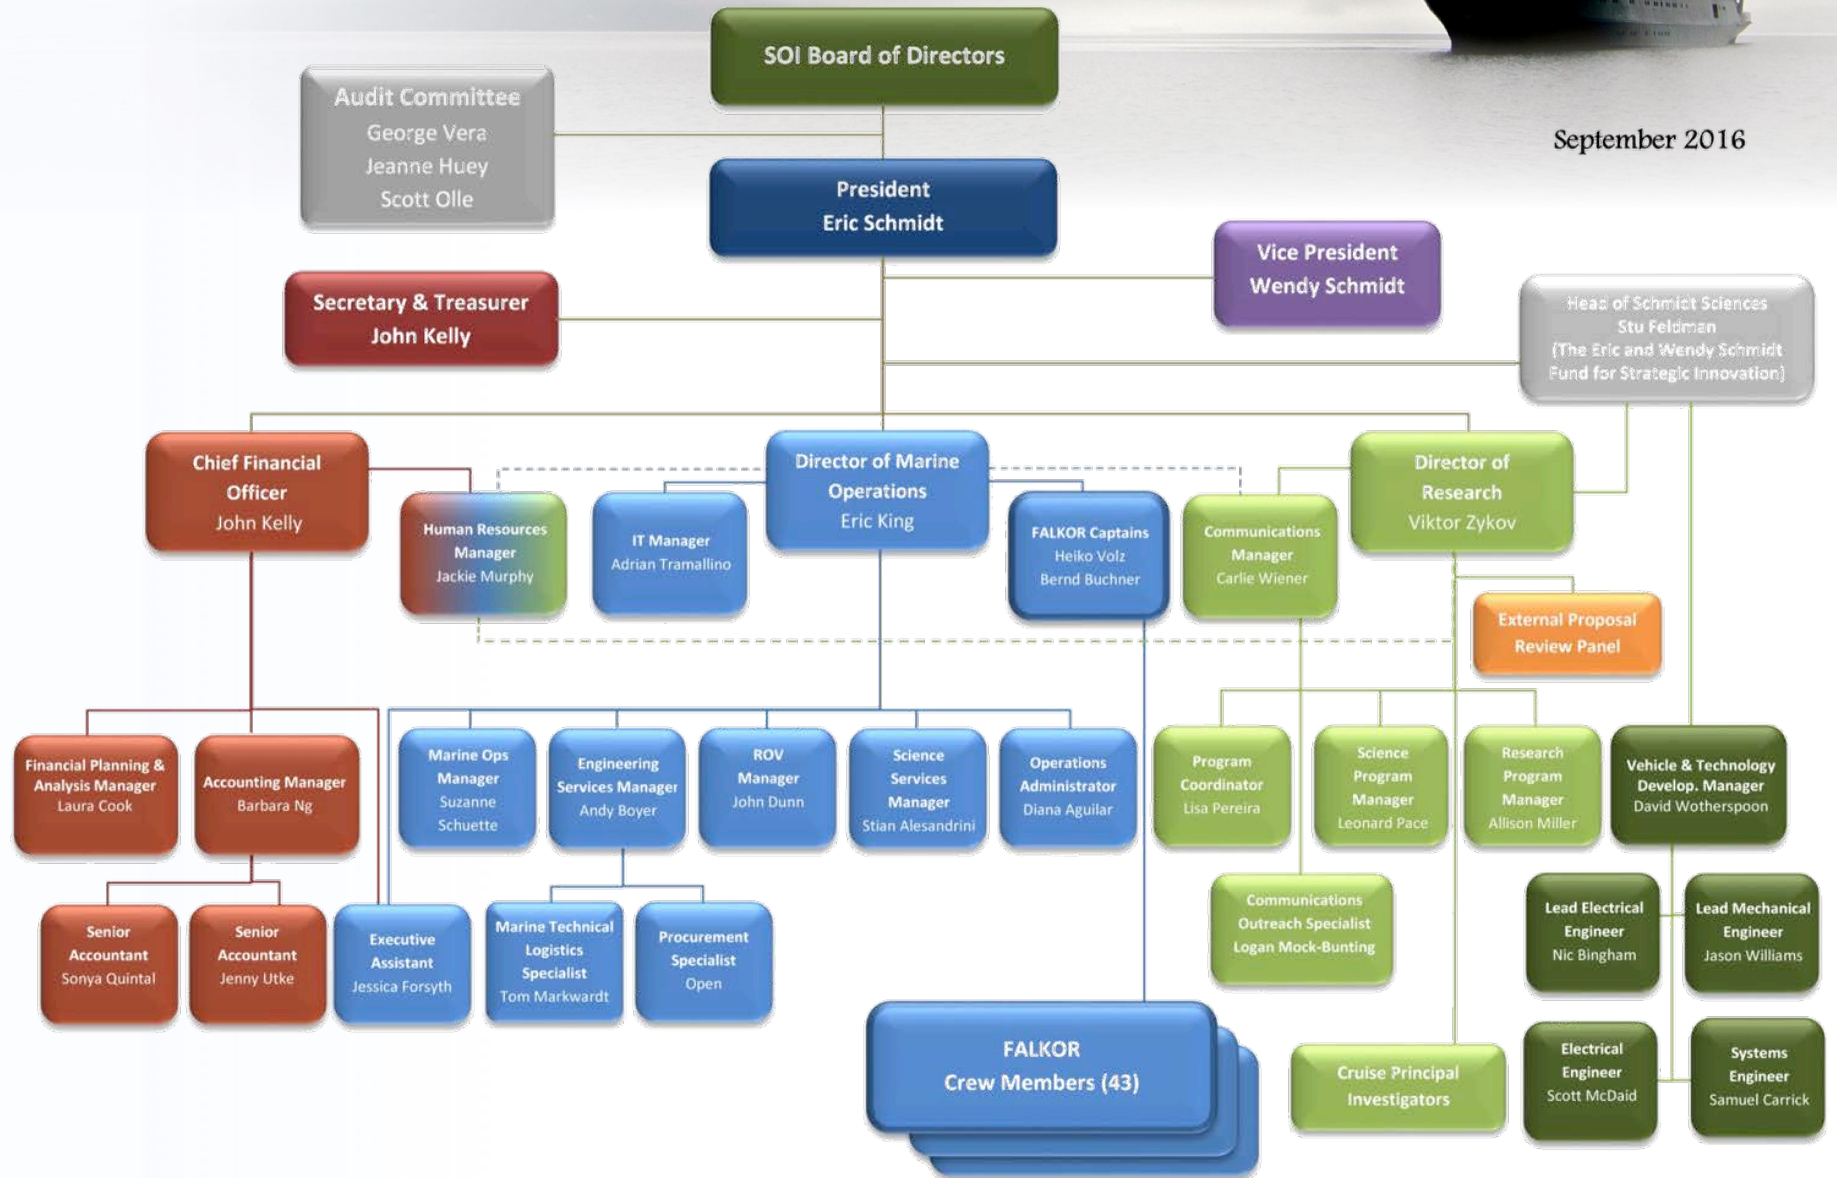 SOI Board of Directors
Audit Committee
George Vera
Jeanne Huey
Scott Olle
September 2016
President
Eric Schmidt
Vice President
Wendy Schmidt
Secretary & Treasurer
John Kelly
Head of Schmidt Sciences
Stu Feldman
(The Eric and Wendy Schmidt
Fund for Strategic Innovation)
Chief Financial
Officer
John Kelly
Director of Marine
Operations
Eric King
Director of
Research
Viktor Zykov
Human Resources
Manager
Jackie Murphy
IT Manager
Adrian Tramallino
FALKOR Captains
Heiko Volz
Bernd Buchner
Communications
Manager
Carlie Wiener
External Proposal
Review Panel
Financial Planning &
Analysis Manager
Laura Cook
Accounting Manager
Barbara Ng
Marine Ops
Manager
Suzanne
Schuette
Engineering
Services Manager
Andy Boyer
ROV
Manager
John Dunn
Science
Services
Manager
Stian Alesandrini
Operations
Administrator
Diana Aguilar
Program
Coordinator
Lisa Pereira
Science
Program
Manager
Leonard Pace
Research
Program
Manager
Allison Miller
Vehicle & Technology
Develop. Manager
David Wotherspoon
Senior
Accountant
Sonya Quintal
Senior
Accountant
Jenny Utke
Executive
Assistant
Jessica Forsyth
Marine Technical
Logistics
Specialist
Tom Markwardt
Procurement
Specialist
Open
Communications
Outreach Specialist
Logan Mock-Bunting
Lead Electrical
Engineer
Nic Bingham
Lead Mechanical
Engineer
Jason Williams
FALKOR
Crew Members (43)
Cruise Principal
Investigators
Electrical
Engineer
Scott McDaid
Systems
Engineer
Samuel Carrick